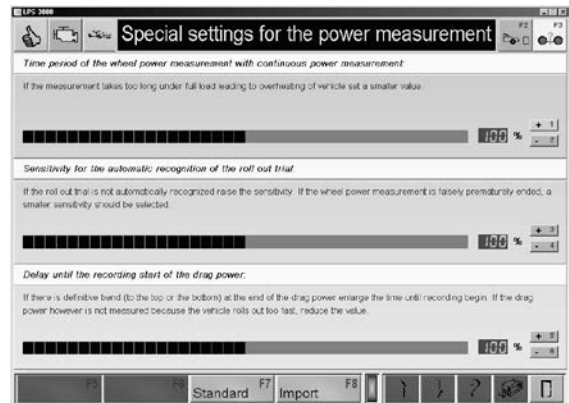 LPS 3000
Special settings for the power measurement
F2
F3
Time period of the wheel power measurement with continuous power measurement:
If the measurement takes too long under full load leading to overheating of vehicle set a smaller value.
100 %
+ 1
- 2
Sensitivity for the automatic recognition of the roll out trial
If the roll out trial is not automatically recognized raise the sensitivity. If the wheel power measurement is falsely prematurely ended, a
smaller sensitivity should be selected.
100 %
+ 3
- 4
Delay until the recording start of the drag power:
If there is definitive bend (to the top or the bottom) at the end of the drag power enlarge the time until recording begin. If the drag
power however is not measured because the vehicle rolls out too fast, reduce the value.
100 %
+ 5
- 6
F5
F6
Standard F7
Import F8